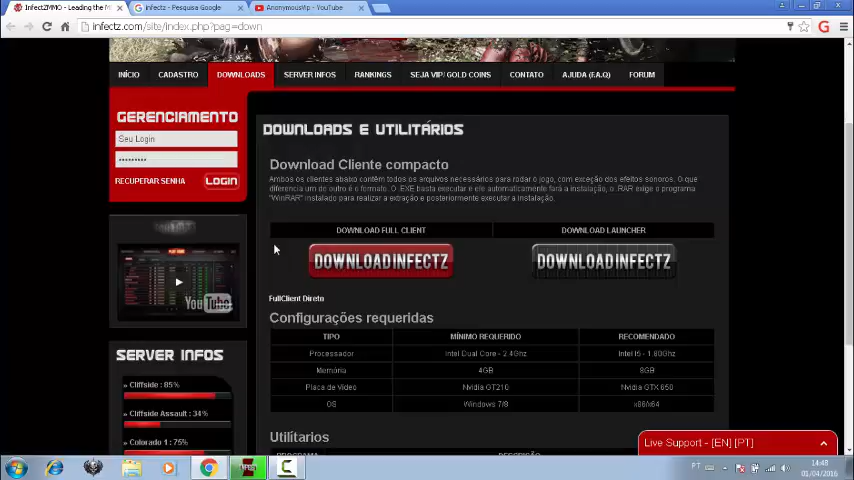 InfectZMMO - Leading the M
infectz - Pesquisa Google
AnonymousVip - YouTube
infectz.com/site/index.php?pag=down
INÍCIO
CADASTRO
DOWNLOADS
SERVER INFOS
RANKINGS
SEJA VIP/ GOLD COINS
CONTATO
AJUDA (F.A.Q)
FORUM
GERENCIAMENTO
Seu Login
•••••••••
RECUPERAR SENHA
LOGIN
YouTube
SERVER INFOS
» Cliffside : 85%
» Cliffside Assault : 34%
» Colorado 1 : 75%
DOWNLOADS E UTILITÁRIOS
Download Cliente compacto
Ambos os clientes abaixo contêm todos os arquivos necessários para rodar o jogo, com exceção dos efeitos sonoros. O que
diferencia um do outro é o formato. O .EXE basta executar e ele automaticamente fará a instalação, o .RAR exige o programa
"WinRAR" instalado para realizar a extração e posteriormente executar a instalação.
DOWNLOAD FULL CLIENT
DOWNLOAD LAUNCHER
DOWNLOADINFECTZ
DOWNLOADINFECTZ
FullClient Direto
Configurações requeridas
TIPO
MÍNIMO REQUERIDO
RECOMENDADO
Processador
Intel Dual Core - 2.4Ghz
Intel I5 - 1.80Ghz
Memória
4GB
8GB
Placa de Vídeo
Nvidia GT210
Nvidia GTX 650
OS
Windows 7/8
x86/x64
Utilitarios
PROGRAMA
DESCRIÇÃO
Live Support - [EN] [PT]
PT
14:48
01/04/2016